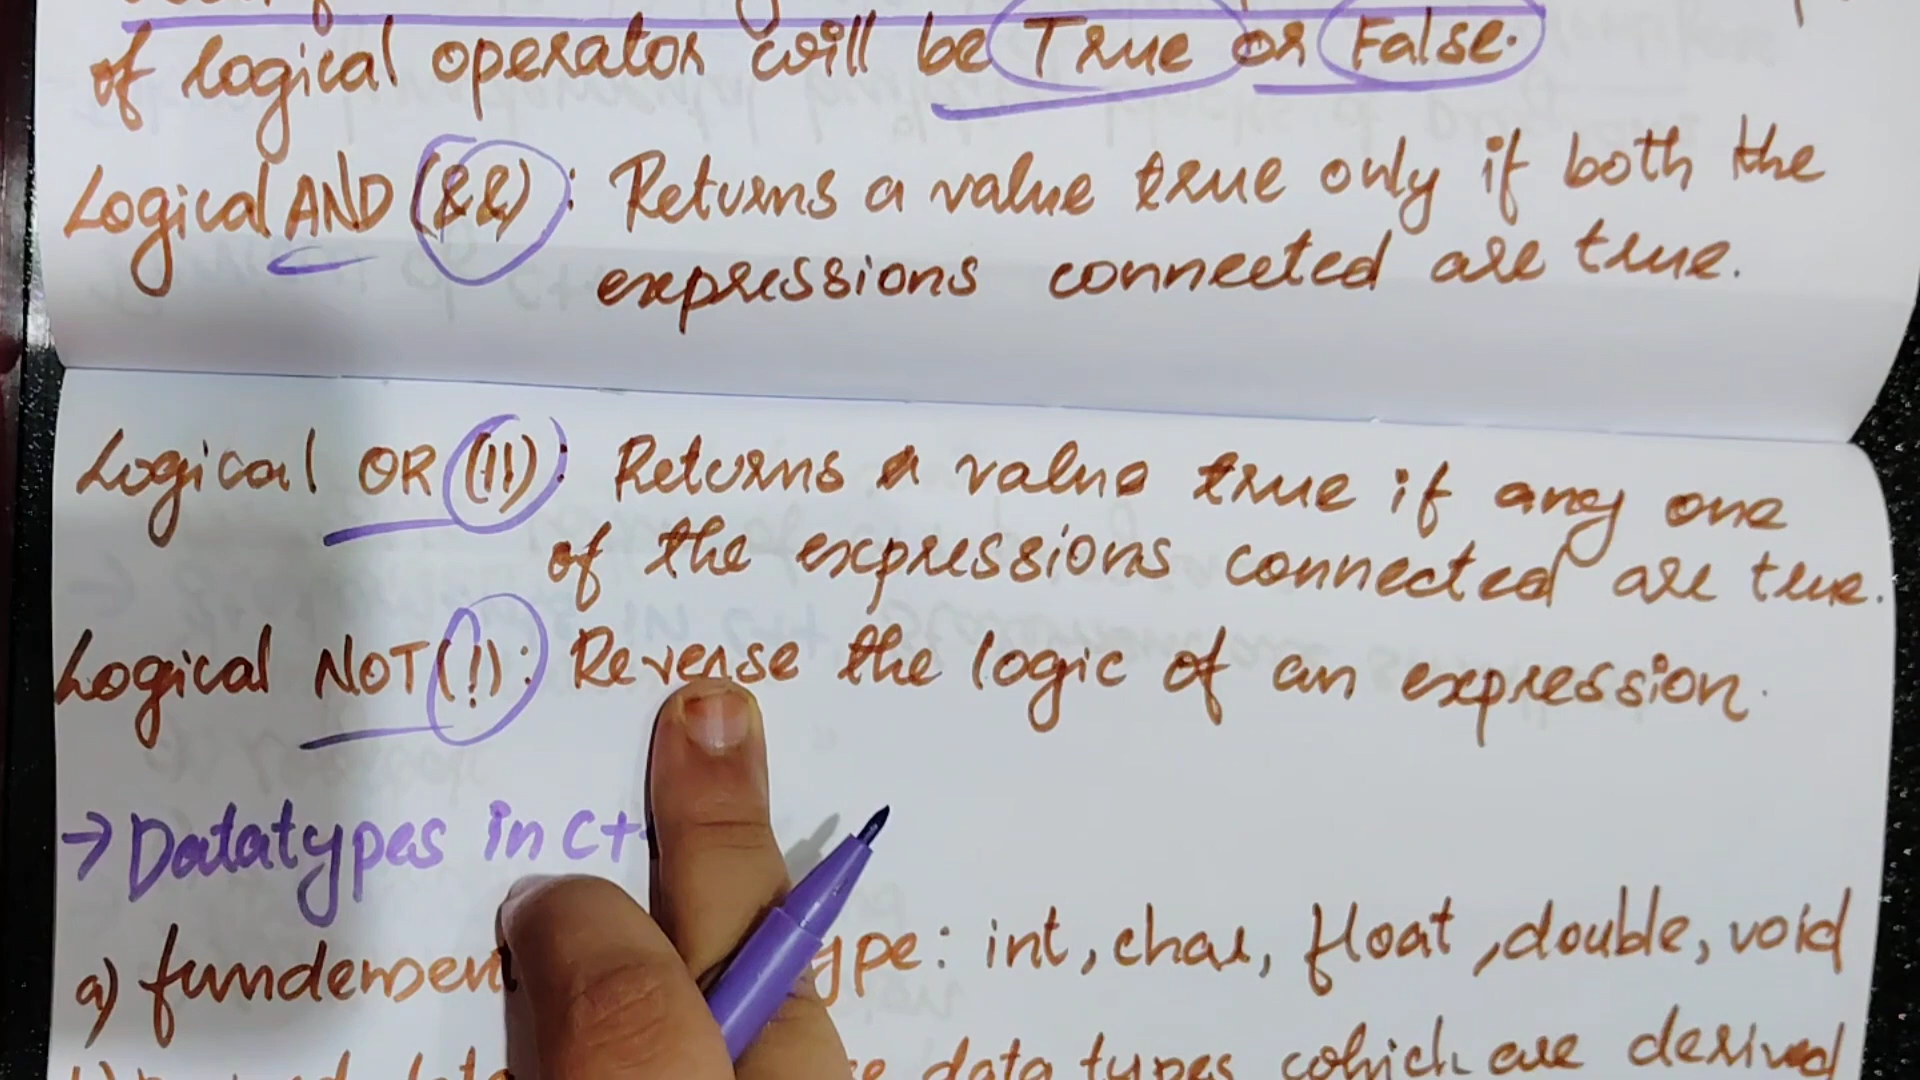 of logical operator will be True or False.
Logical AND (&&): Returns a value true only if both the
expressions connected are true.
Logical OR (||): Returns a value true if any one
of the expressions connected are true.
Logical NOT(!): Reverse the logic of an expression.
→ Datatypes in C+
a) fundemen ype: int, char, float, double, void
data types which are derived